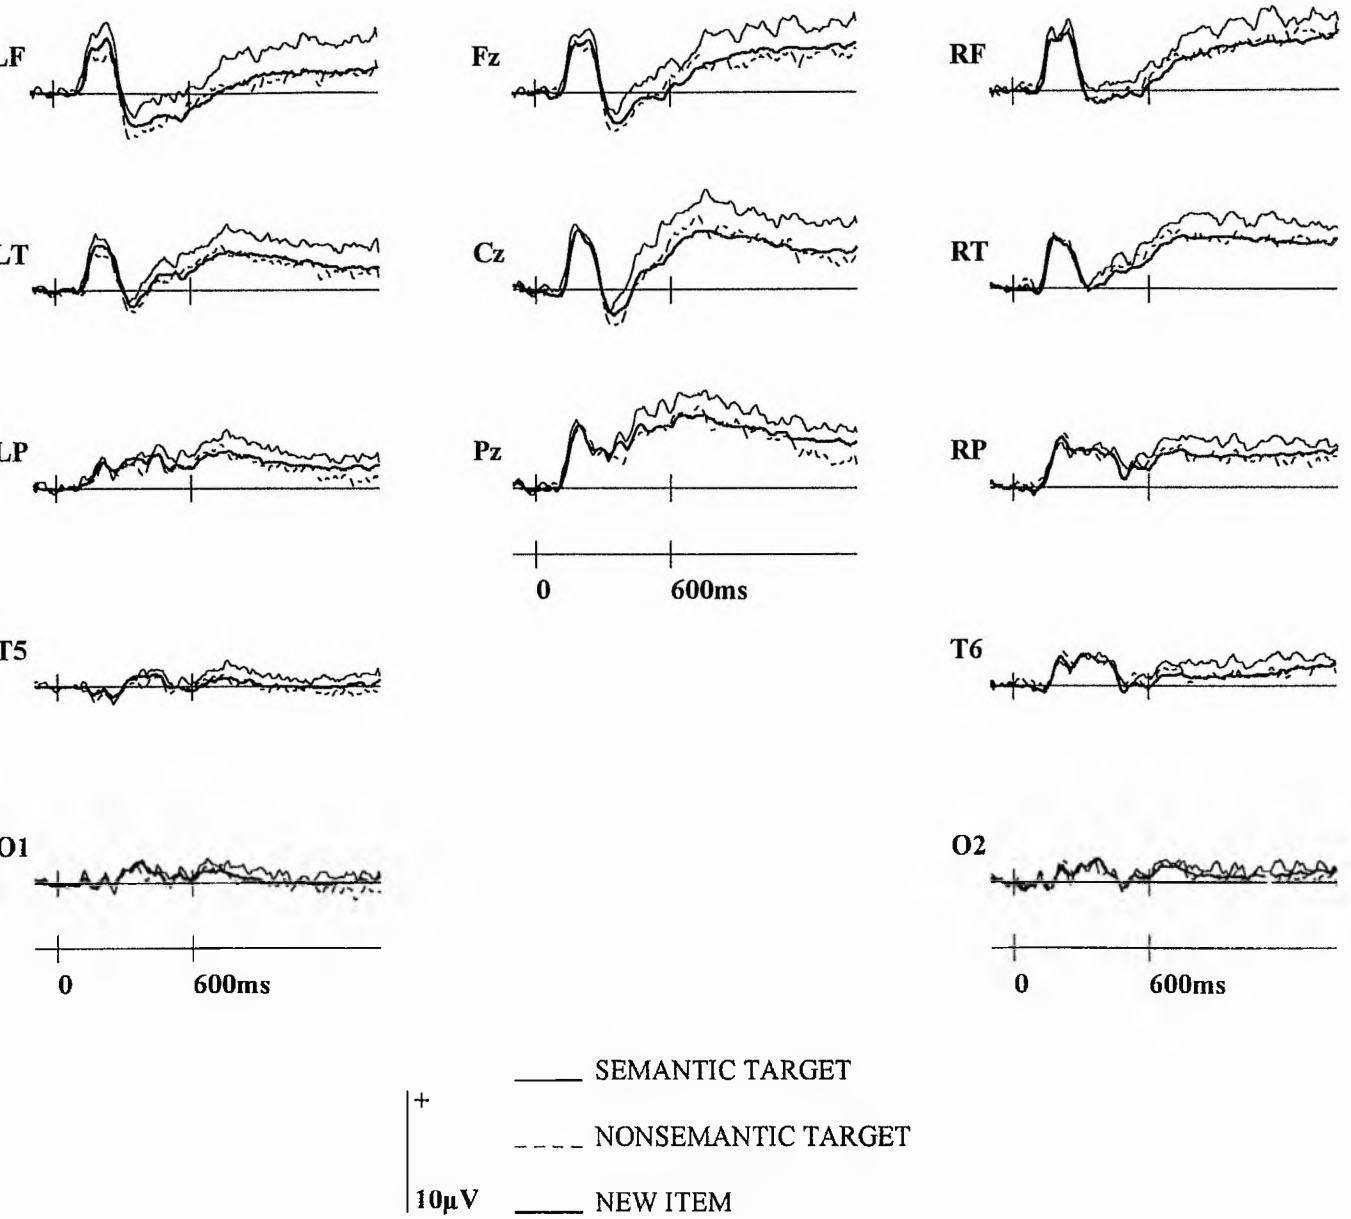 LF Fz RF
LT Cz RT
LP Pz RP
0 600ms
T5 T6
O1 O2
0 600ms 0 600ms
SEMANTIC TARGET
+
NONSEMANTIC TARGET
10µV NEW ITEM